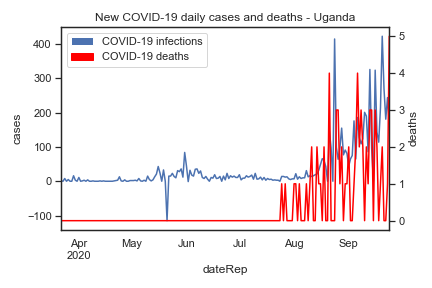 New COVID-19 daily cases and deaths - Uganda
COVID-19 infections
COVID-19 deaths
400
300
200
100
0
−100
cases
5
4
3
2
1
0
deaths
Apr
2020
May
Jun
Jul
Aug
Sep
dateRep